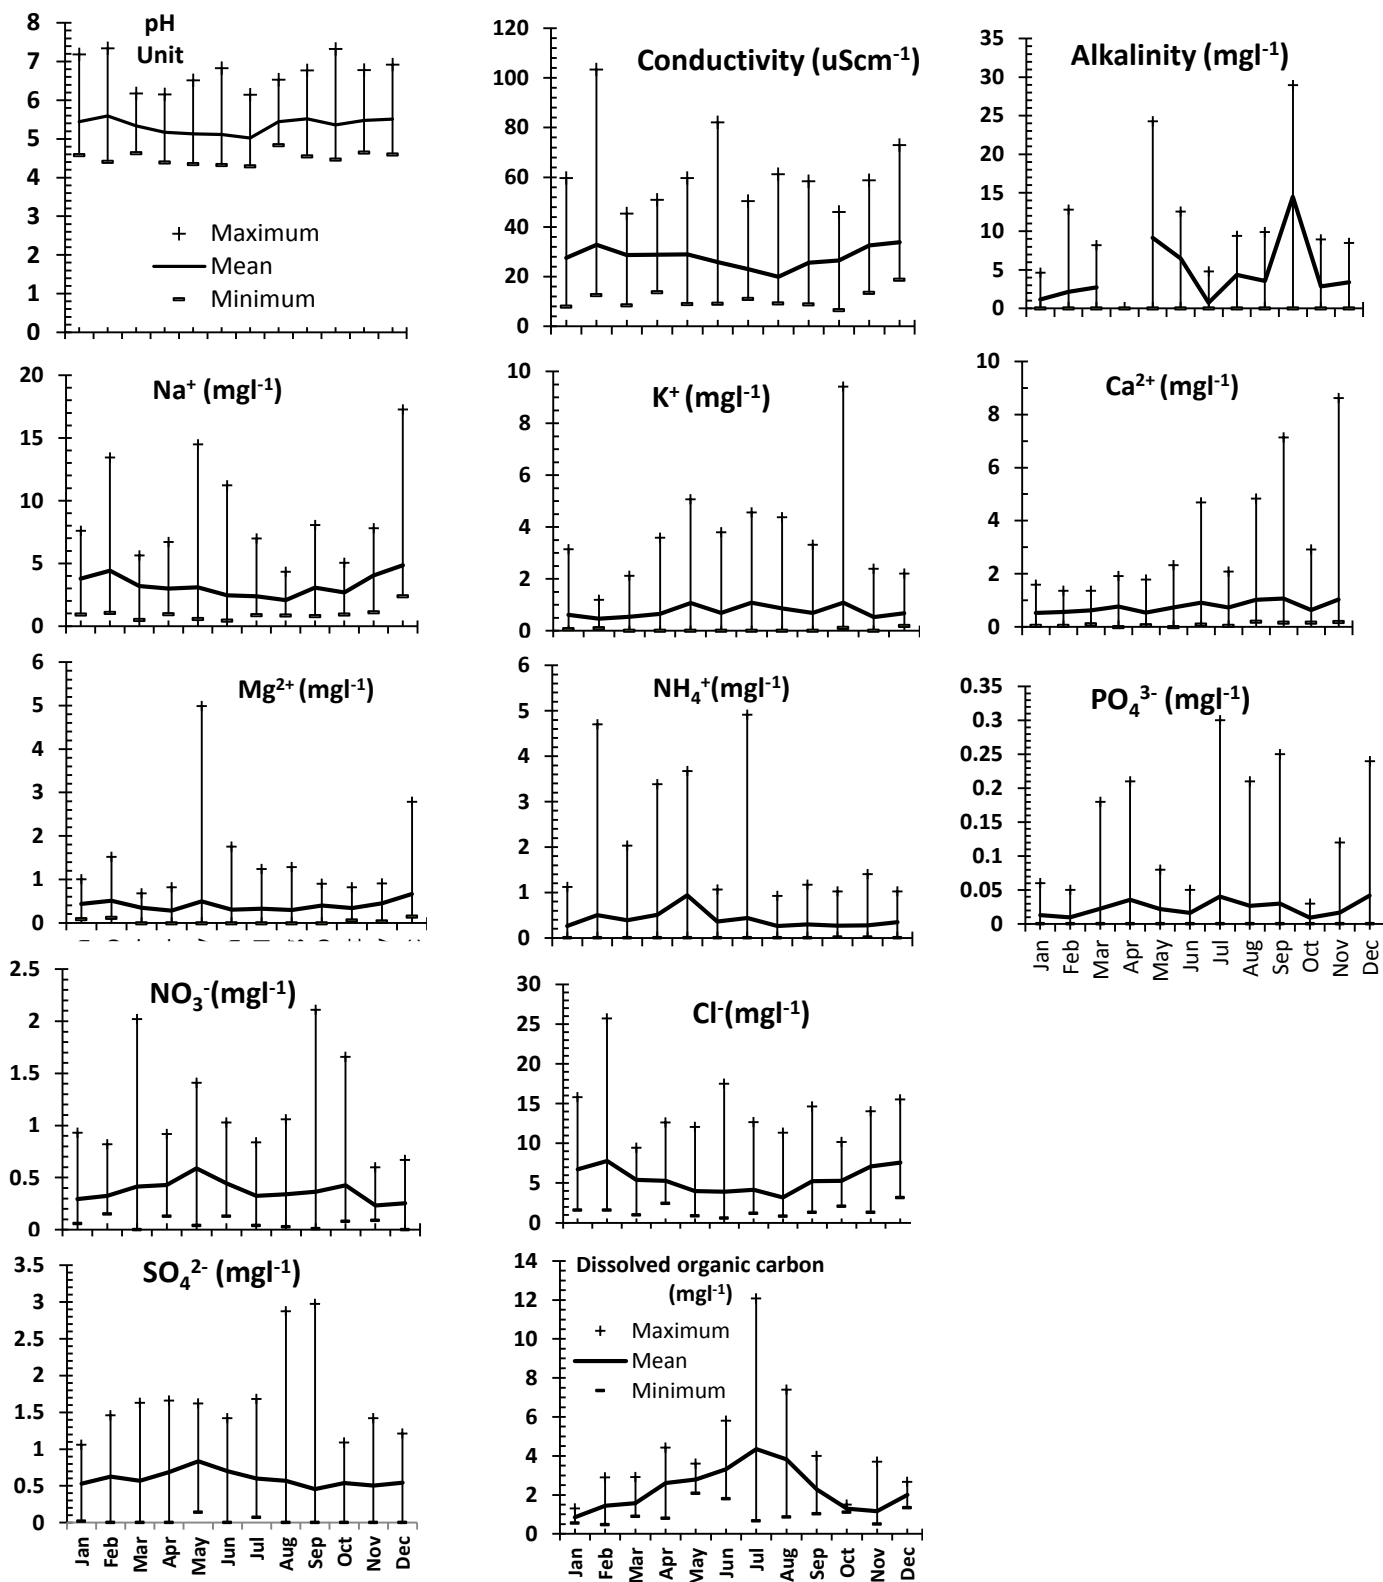 pH
Unit
8
7
6
5
4
3
2
1
0
Maximum
Mean
Minimum
Conductivity (uScm⁻¹)
120
100
80
60
40
20
0
Alkalinity (mgl⁻¹)
35
30
25
20
15
10
5
0
Na⁺ (mgl⁻¹)
20
15
10
5
0
K⁺ (mgl⁻¹)
10
8
6
4
2
0
Ca²⁺ (mgl⁻¹)
10
8
6
4
2
0
Mg²⁺ (mgl⁻¹)
6
5
4
3
2
1
0
NH₄⁺(mgl⁻¹)
6
5
4
3
2
1
0
PO₄³⁻ (mgl⁻¹)
0.35
0.3
0.25
0.2
0.15
0.1
0.05
0
Jan
Feb
Mar
Apr
May
Jun
Jul
Aug
Sep
Oct
Nov
Dec
NO₃⁻(mgl⁻¹)
2.5
2
1.5
1
0.5
0
Cl⁻(mgl⁻¹)
30
25
20
15
10
5
0
SO₄²⁻ (mgl⁻¹)
3.5
3
2.5
2
1.5
1
0.5
0
Jan
Feb
Mar
Apr
May
Jun
Jul
Aug
Sep
Oct
Nov
Dec
Dissolved organic carbon
(mgl⁻¹)
14
12
10
8
6
4
2
0
Maximum
Mean
Minimum
Jan
Feb
Mar
Apr
May
Jun
Jul
Aug
Sep
Oct
Nov
Dec